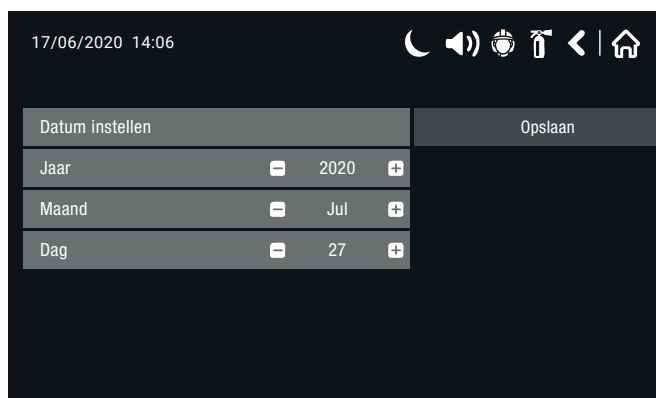 17/06/2020 14:06
Datum instellen
Opslaan
Jaar 2020
Maand Jul
Dag 27